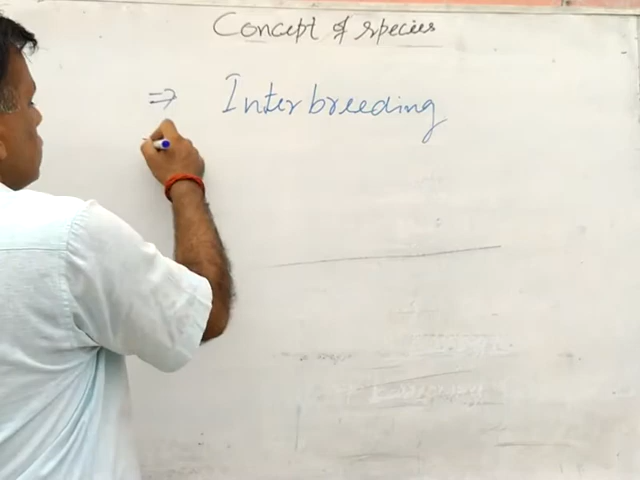 Concept of species
⇒ Interbreeding